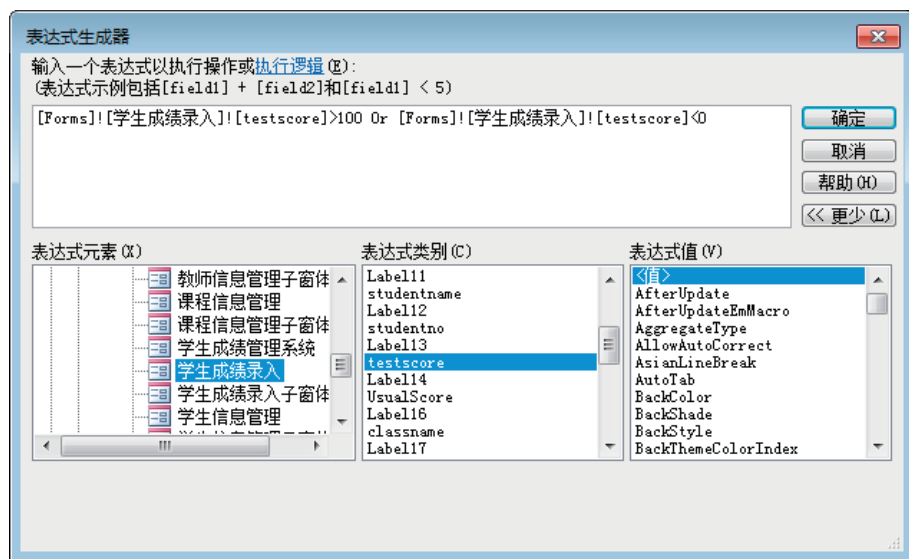 表达式生成器
输入一个表达式以执行操作或执行逻辑(E):
(表达式示例包括[field1] + [field2]和[field1] < 5)
[Forms]![学生成绩录入]![testscore]>100 Or [Forms]![学生成绩录入]![testscore]<0
确定
取消
帮助(H)
<< 更少(L)
表达式元素(X)
教师信息管理子窗体
课程信息管理
课程信息管理子窗体
学生成绩管理系统
学生成绩录入
学生成绩录入子窗体
学生信息管理
表达式类别(C)
Label11
studentname
Label12
studentno
Label13
testscore
Label14
UsualScore
Label16
classname
Label17
表达式值(V)
<值>
AfterUpdate
AfterUpdateEmMacro
AggregateType
AllowAutoCorrect
AsianLineBreak
AutoTab
BackColor
BackShade
BackStyle
BackThemeColorIndex